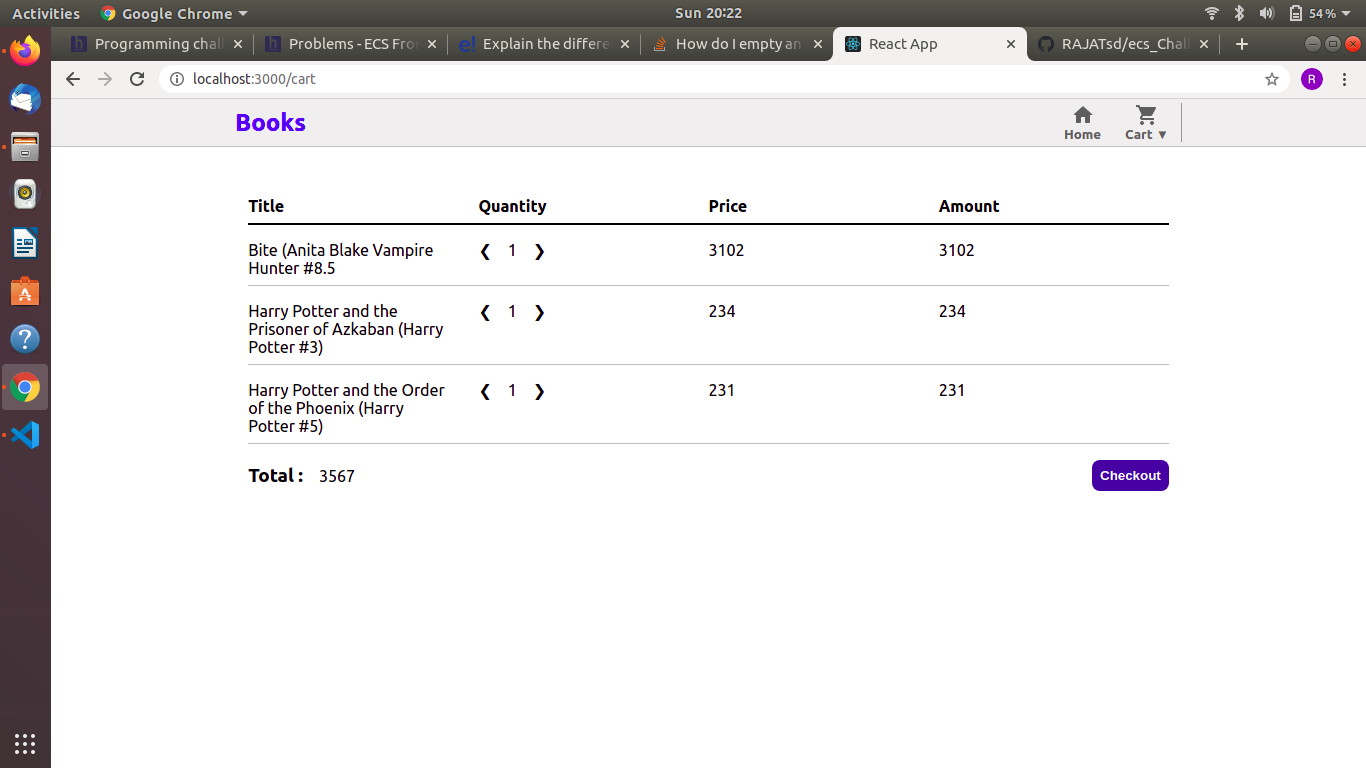 Activities Google Chrome Sun 20:22 54 %
Programming chal Problems - ECS Fro Explain the differe How do I empty an React App RAJATsd/ecs_Chal
localhost:3000/cart R
Books Home Cart ▼
Title Quantity Price Amount
Bite (Anita Blake Vampire ❮ 1 ❯ 3102 3102
Hunter #8.5
Harry Potter and the ❮ 1 ❯ 234 234
Prisoner of Azkaban (Harry
Potter #3)
Harry Potter and the Order ❮ 1 ❯ 231 231
of the Phoenix (Harry
Potter #5)
Total : 3567 Checkout